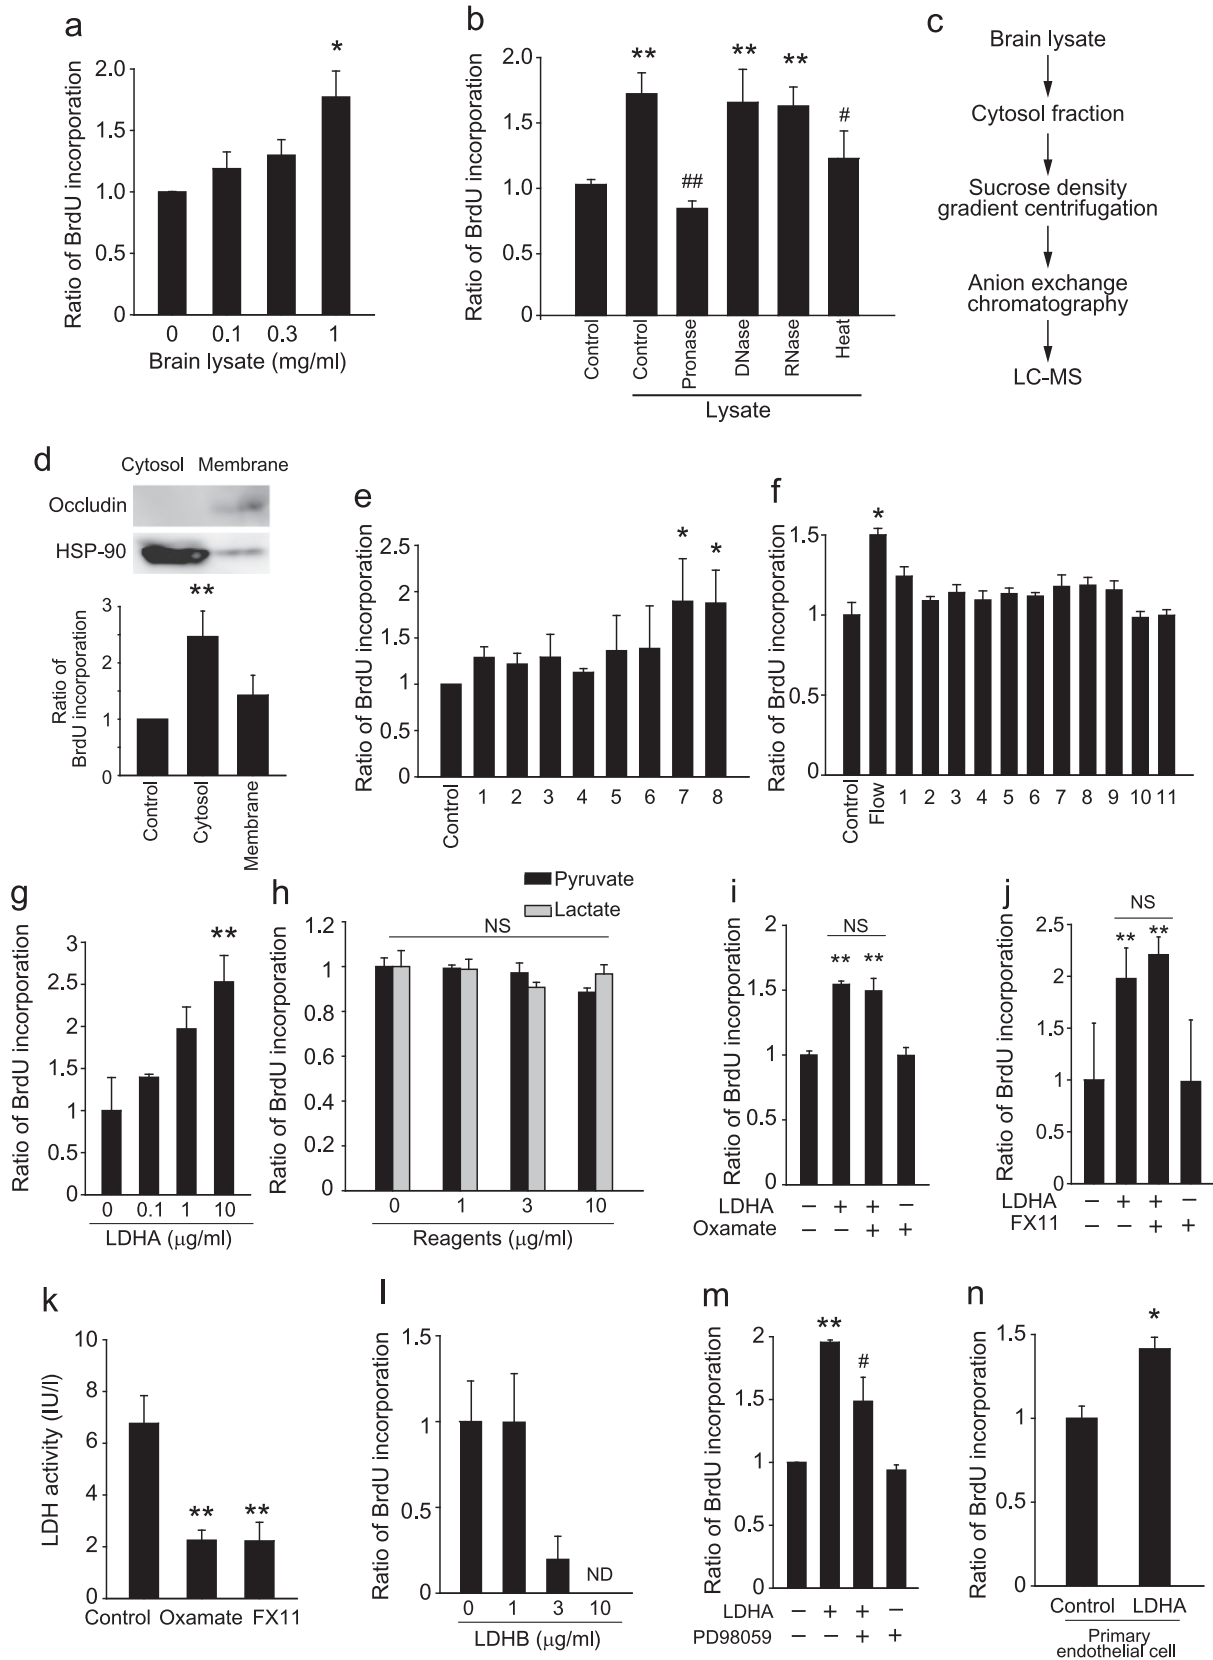 a
Ratio of BrdU incorporation
2.0
1.5
1.0
0.5
0
*
0 0.1 0.3 1
Brain lysate (mg/ml)
b
Ratio of BrdU incorporation
2.0
1.5
1.0
0.5
0
** ## ** ** #
Control Control Pronase DNase RNase Heat
Lysate
c
Brain lysate
Cytosol fraction
Sucrose density
gradient centrifugation
Anion exchange
chromatography
LC-MS
d
Cytosol Membrane
Occludin
HSP-90
Ratio of
BrdU incorporation
3
2
1
0
**
Control Cytosol Membrane
e
Ratio of BrdU incorporation
2.5
2
1.5
1
0.5
0
* *
Control 1 2 3 4 5 6 7 8
f
Ratio of BrdU incorporation
1.5
1
0.5
0
*
Control Flow 1 2 3 4 5 6 7 8 9 10 11
g
Ratio of BrdU incorporation
3
2.5
2
1.5
1
0.5
0
**
0 0.1 1 10
LDHA (μg/ml)
h
Pyruvate
Lactate
Ratio of BrdU incorporation
1.2
1
0.8
0.6
0.4
0.2
0
NS
0 1 3 10
Reagents (μg/ml)
i
Ratio of BrdU incorporation
2
1.5
1
0.5
0
NS
** **
LDHA − + + −
Oxamate − − + +
j
Ratio of BrdU incorporation
2.5
2
1.5
1
0.5
0
NS
** **
LDHA − + + −
FX11 − − + +
k
LDH activity (IU/l)
10
8
6
4
2
0
** **
Control Oxamate FX11
l
Ratio of BrdU incorporation
1.5
1
0.5
0
ND
0 1 3 10
LDHB (μg/ml)
m
Ratio of BrdU incorporation
2
1.5
1
0.5
0
** #
LDHA − + + −
PD98059 − − + +
n
Ratio of BrdU incorporation
1.5
1
0.5
0
*
Control LDHA
Primary
endothelial cell